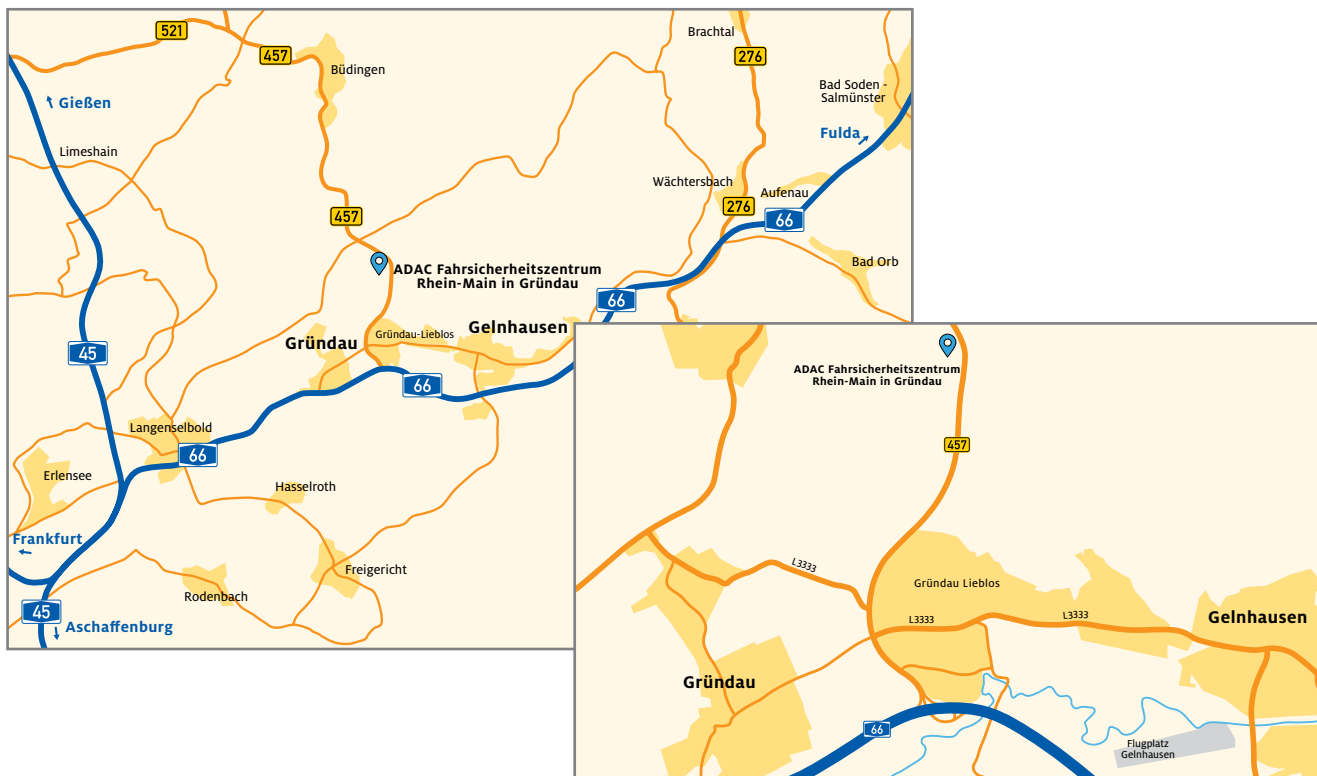 521
457
Büdingen
Brachtal
276
Bad Soden -
Salmünster
Gießen
Fulda
Limeshain
Wächtersbach
Aufenau
457
276
66
ADAC Fahrsicherheitszentrum
Rhein-Main in Gründau
Bad Orb
66
Gründau-Lieblos
Gelnhausen
Gründau
45
66
Langenselbold
66
Erlensee
Hasselroth
Frankfurt
Freigericht
Rodenbach
45
Aschaffenburg
ADAC Fahrsicherheitszentrum
Rhein-Main in Gründau
457
L3333
Gründau Lieblos
L3333
L3333
Gelnhausen
Gründau
66
Flugplatz
Gelnhausen